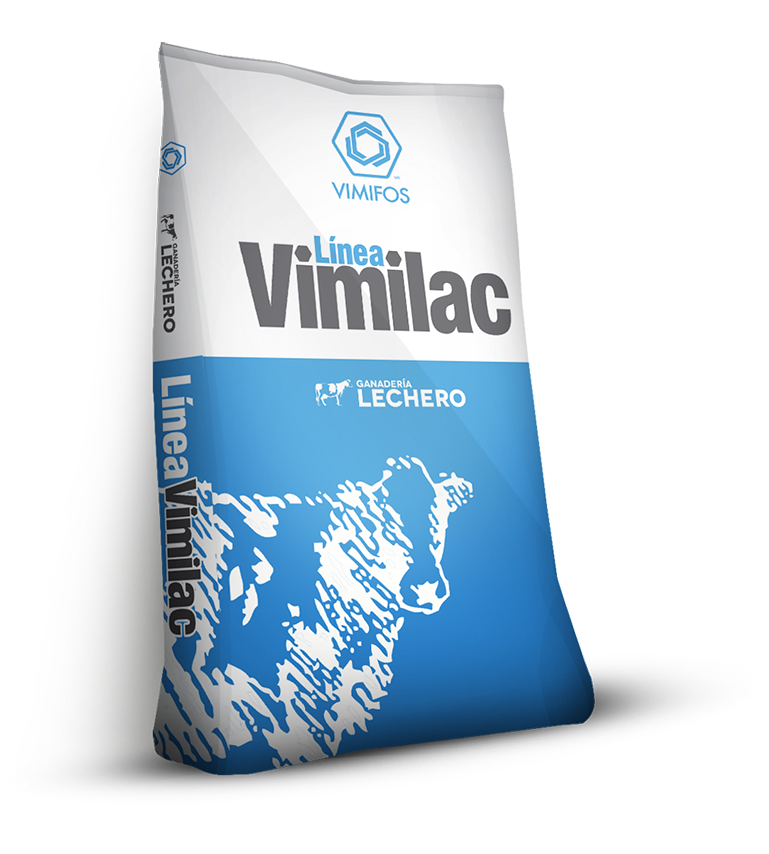 VIMIFOS
Línea
Vimilac
GANADERÍA
LECHERO
GANADERÍA
LECHERO
Línea Vimilac